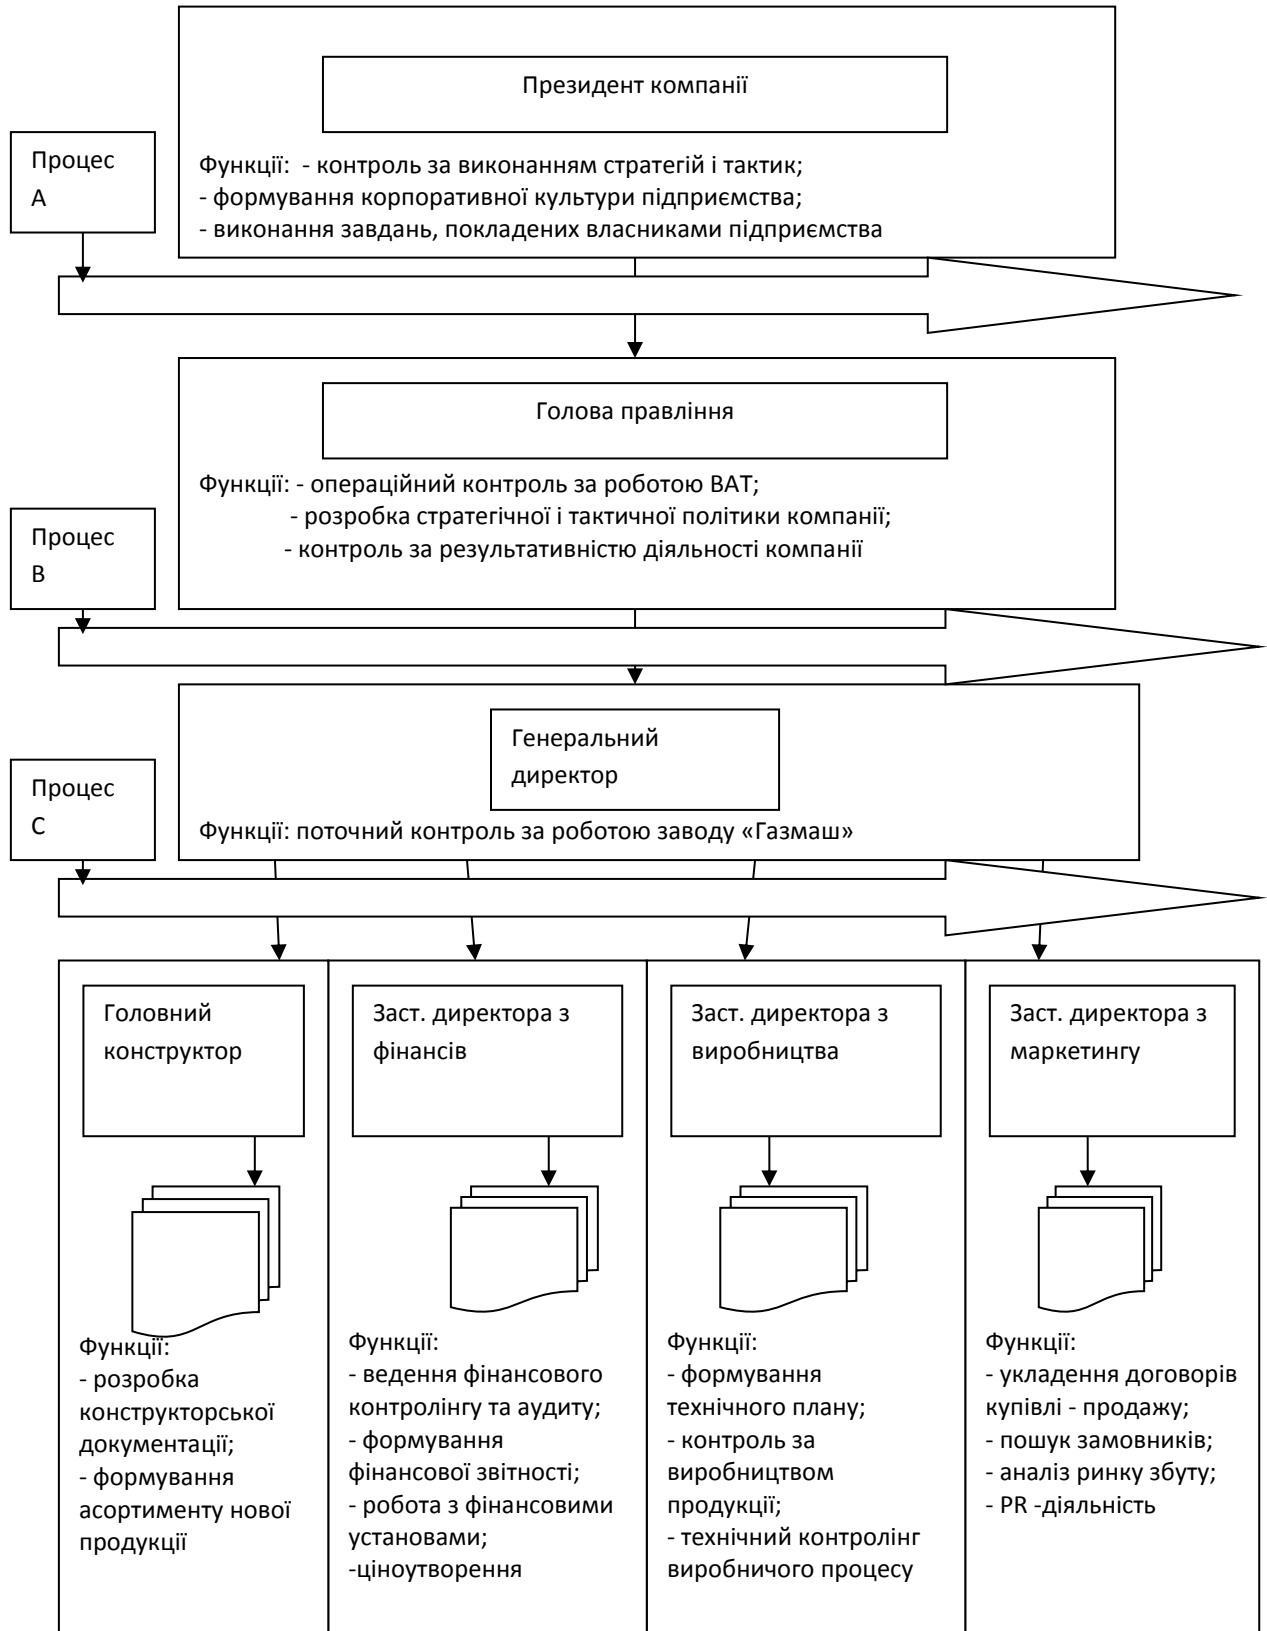 Президент компанії
Процес
А
Функції:  - контроль за виконанням стратегій і тактик;
- формування корпоративної культури підприємства;
- виконання завдань, покладених власниками підприємства
Голова правління
Функції: - операційний контроль за роботою ВАТ;
- розробка стратегічної і тактичної політики компанії;
- контроль за результативністю діяльності компанії
Процес
В
Генеральний
директор
Процес
С
Функції: поточний контроль за роботою заводу «Газмаш»
Головний
конструктор
Функції:
- розробка
конструкторської
документації;
- формування
асортименту нової
продукції
Заст. директора з
фінансів
Функції:
- ведення фінансового
контролінгу та аудиту;
- формування
фінансової звітності;
- робота з фінансовими
установами;
-ціноутворення
Заст. директора з
виробництва
Функції:
- формування
технічного плану;
- контроль за
виробництвом
продукції;
- технічний контролінг
виробничого процесу
Заст. директора з
маркетингу
Функції:
- укладення договорів
купівлі - продажу;
- пошук замовників;
- аналіз ринку збуту;
- PR -діяльність